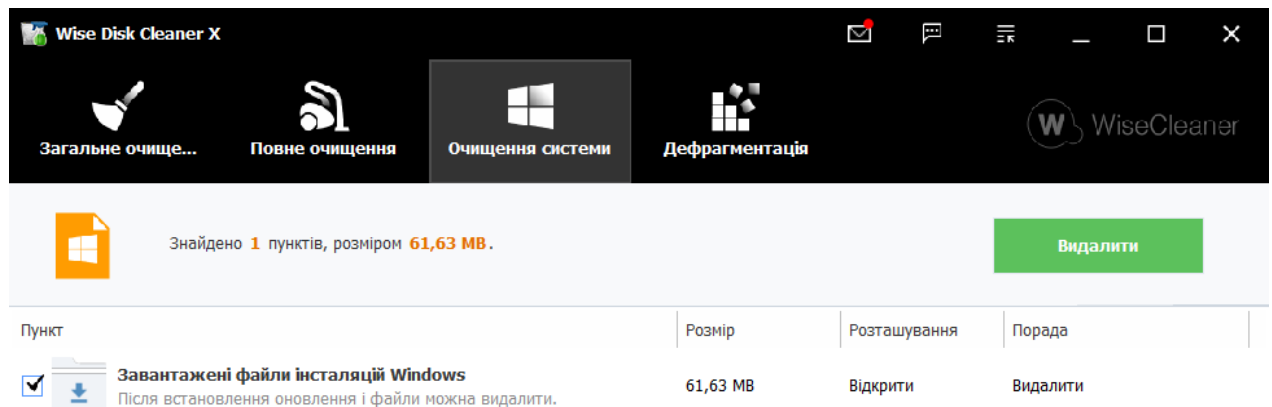 Wise Disk Cleaner X
Загальне очище...
Повне очищення
Очищення системи
Дефрагментація
W WiseCleaner
Знайдено 1 пунктів, розміром 61,63 MB.
Видалити
Пункт Розмір Розташування Порада
Завантажені файли інсталяцій Windows 61,63 MB Відкрити Видалити
Після встановлення оновлення і файли можна видалити.